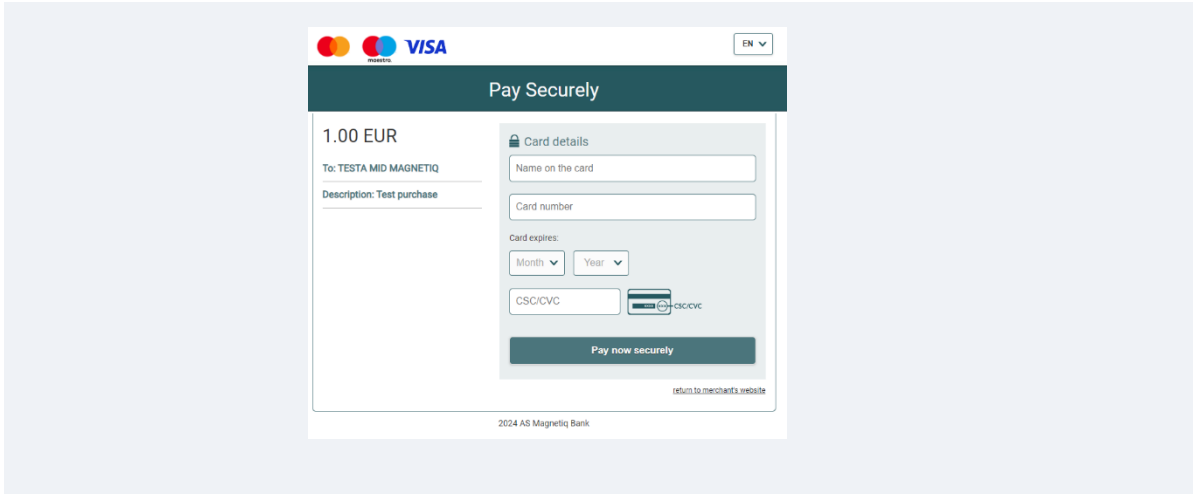 maestro
VISA
EN
Pay Securely
1.00 EUR
To: TESTA MID MAGNETIQ
Description: Test purchase
Card details
Name on the card
Card number
Card expires:
Month
Year
CSC/CVC
CSC/CVC
Pay now securely
return to merchant's website
2024 AS Magnetiq Bank